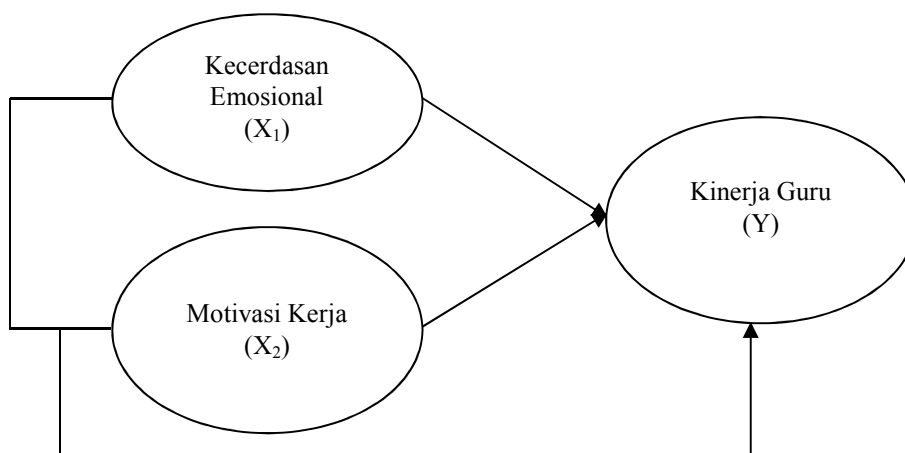 Kecerdasan
Emosional
(X₁)
Kinerja Guru
(Y)
Motivasi Kerja
(X₂)